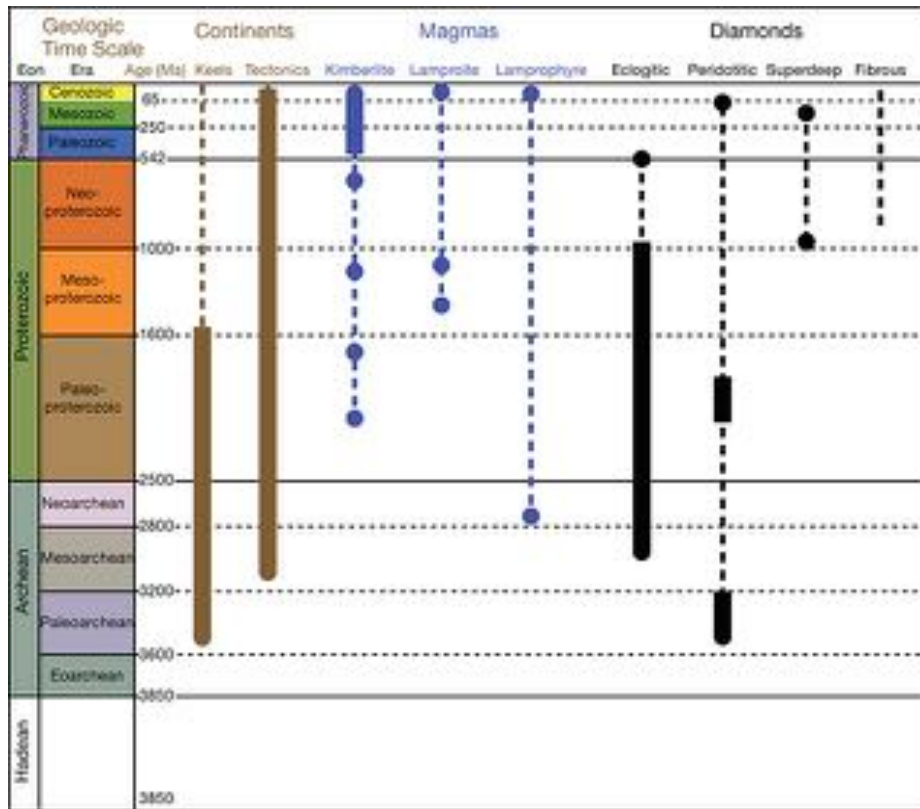 Geologic
Time Scale
Continents
Magmas
Diamonds
Eon Era Age (Ma) Keels Tectonics Kimberlite Lamproite Lamprophyre Eclogitic Peridotitic Superdeep Fibrous
Phanerozoic
Cenozoic
65
Mesozoic
250
Paleozoic
542
Proterozoic
Neo-
proterozoic
1000
Meso-
proterozoic
1600
Paleo-
proterozoic
2500
Archean
Neoarchean
2800
Mesoarchean
3200
Paleoarchean
3600
Eoarchean
3850
Hadean
3850